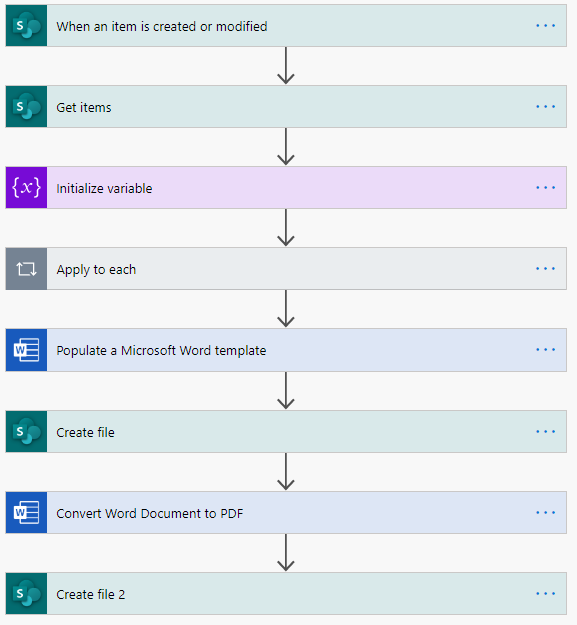 When an item is created or modified
Get items
{x} Initialize variable
Apply to each
Populate a Microsoft Word template
Create file
Convert Word Document to PDF
Create file 2